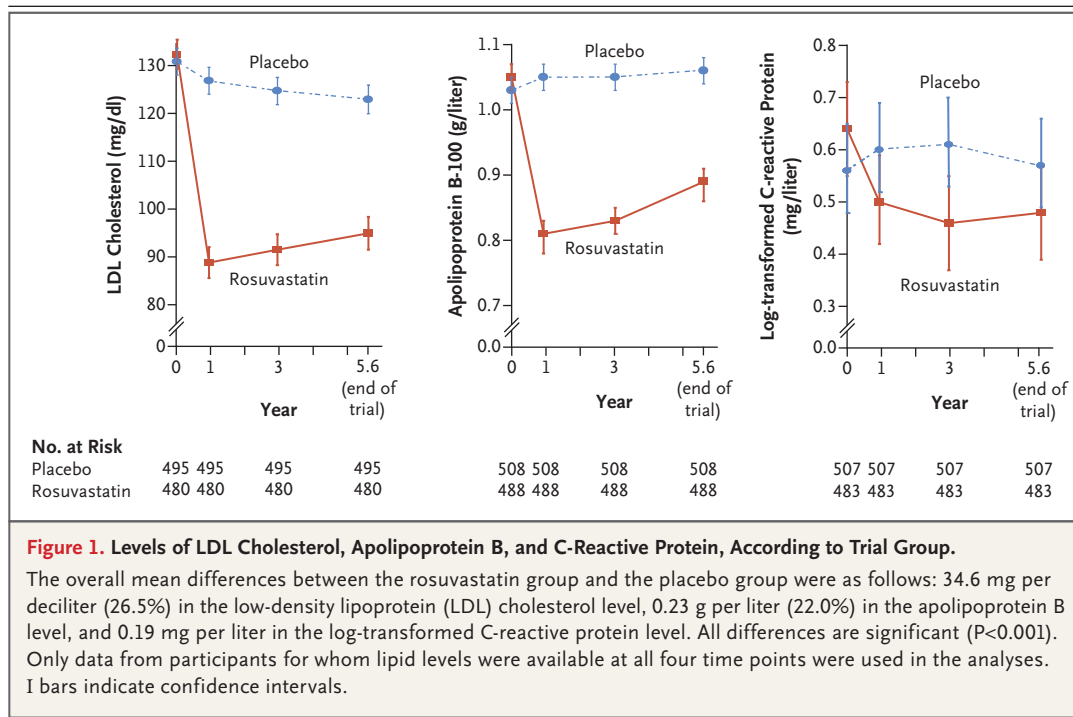 LDL Cholesterol (mg/dl)
130
120
110
100
90
80
0
Placebo
Rosuvastatin
0 1 3 5.6
(end of
trial)
Year
Apolipoprotein B-100 (g/liter)
1.1
1.0
0.9
0.8
0.7
0.0
Placebo
Rosuvastatin
0 1 3 5.6
(end of
trial)
Year
Log-transformed C-reactive Protein
(mg/liter)
0.8
0.7
0.6
0.5
0.4
0.3
0.0
Placebo
Rosuvastatin
0 1 3 5.6
(end of
trial)
Year
No. at Risk
Placebo 495 495 495 495 508 508 508 508 507 507 507 507
Rosuvastatin 480 480 480 480 488 488 488 488 483 483 483 483
Figure 1. Levels of LDL Cholesterol, Apolipoprotein B, and C-Reactive Protein, According to Trial Group.
The overall mean differences between the rosuvastatin group and the placebo group were as follows: 34.6 mg per
deciliter (26.5%) in the low-density lipoprotein (LDL) cholesterol level, 0.23 g per liter (22.0%) in the apolipoprotein B
level, and 0.19 mg per liter in the log-transformed C-reactive protein level. All differences are significant (P<0.001).
Only data from participants for whom lipid levels were available at all four time points were used in the analyses.
I bars indicate confidence intervals.